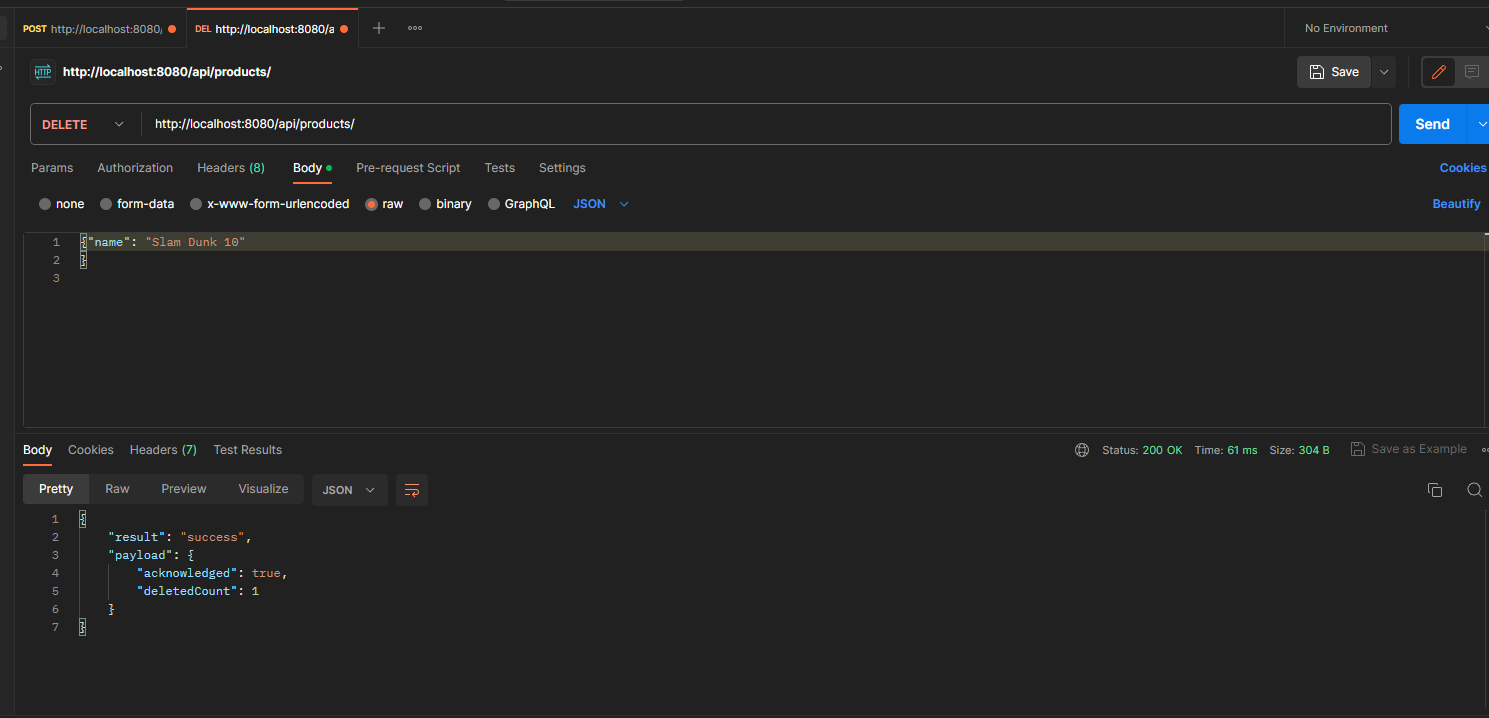 POST http://localhost:8080/ DEL http://localhost:8080/a No Environment
HTTP http://localhost:8080/api/products/ Save
DELETE http://localhost:8080/api/products/ Send
Params Authorization Headers (8) Body Pre-request Script Tests Settings Cookies
none form-data x-www-form-urlencoded raw binary GraphQL JSON Beautify
1 {"name": "Slam Dunk 10"
2 }
3
Body Cookies Headers (7) Test Results Status: 200 OK Time: 61 ms Size: 304 B Save as Example
Pretty Raw Preview Visualize JSON
1 {
2 "result": "success",
3 "payload": {
4 "acknowledged": true,
5 "deletedCount": 1
6 }
7 }